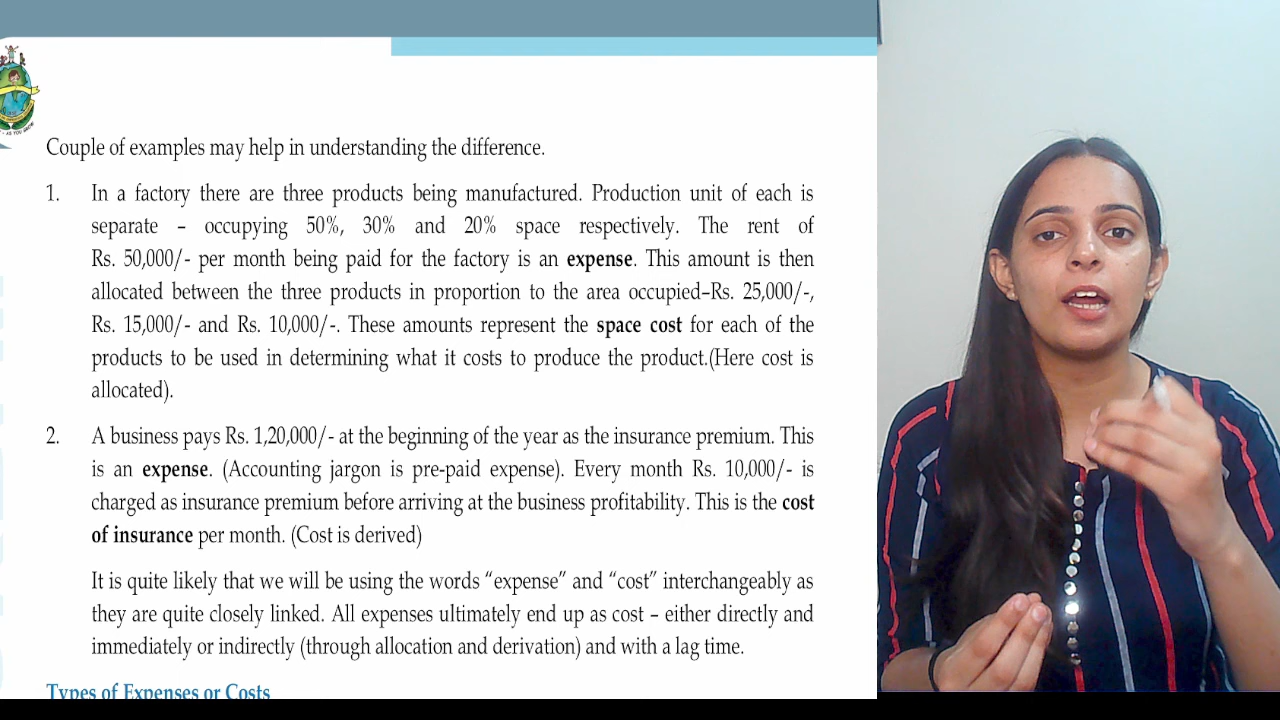 Couple of examples may help in understanding the difference.
1. In a factory there are three products being manufactured. Production unit of each is
separate – occupying 50%, 30% and 20% space respectively. The rent of
Rs. 50,000/- per month being paid for the factory is an expense. This amount is then
allocated between the three products in proportion to the area occupied–Rs. 25,000/-,
Rs. 15,000/- and Rs. 10,000/-. These amounts represent the space cost for each of the
products to be used in determining what it costs to produce the product.(Here cost is
allocated).
2. A business pays Rs. 1,20,000/- at the beginning of the year as the insurance premium. This
is an expense. (Accounting jargon is pre-paid expense). Every month Rs. 10,000/- is
charged as insurance premium before arriving at the business profitability. This is the cost
of insurance per month. (Cost is derived)
It is quite likely that we will be using the words “expense” and “cost” interchangeably as
they are quite closely linked. All expenses ultimately end up as cost – either directly and
immediately or indirectly (through allocation and derivation) and with a lag time.
Types of Expenses or Costs